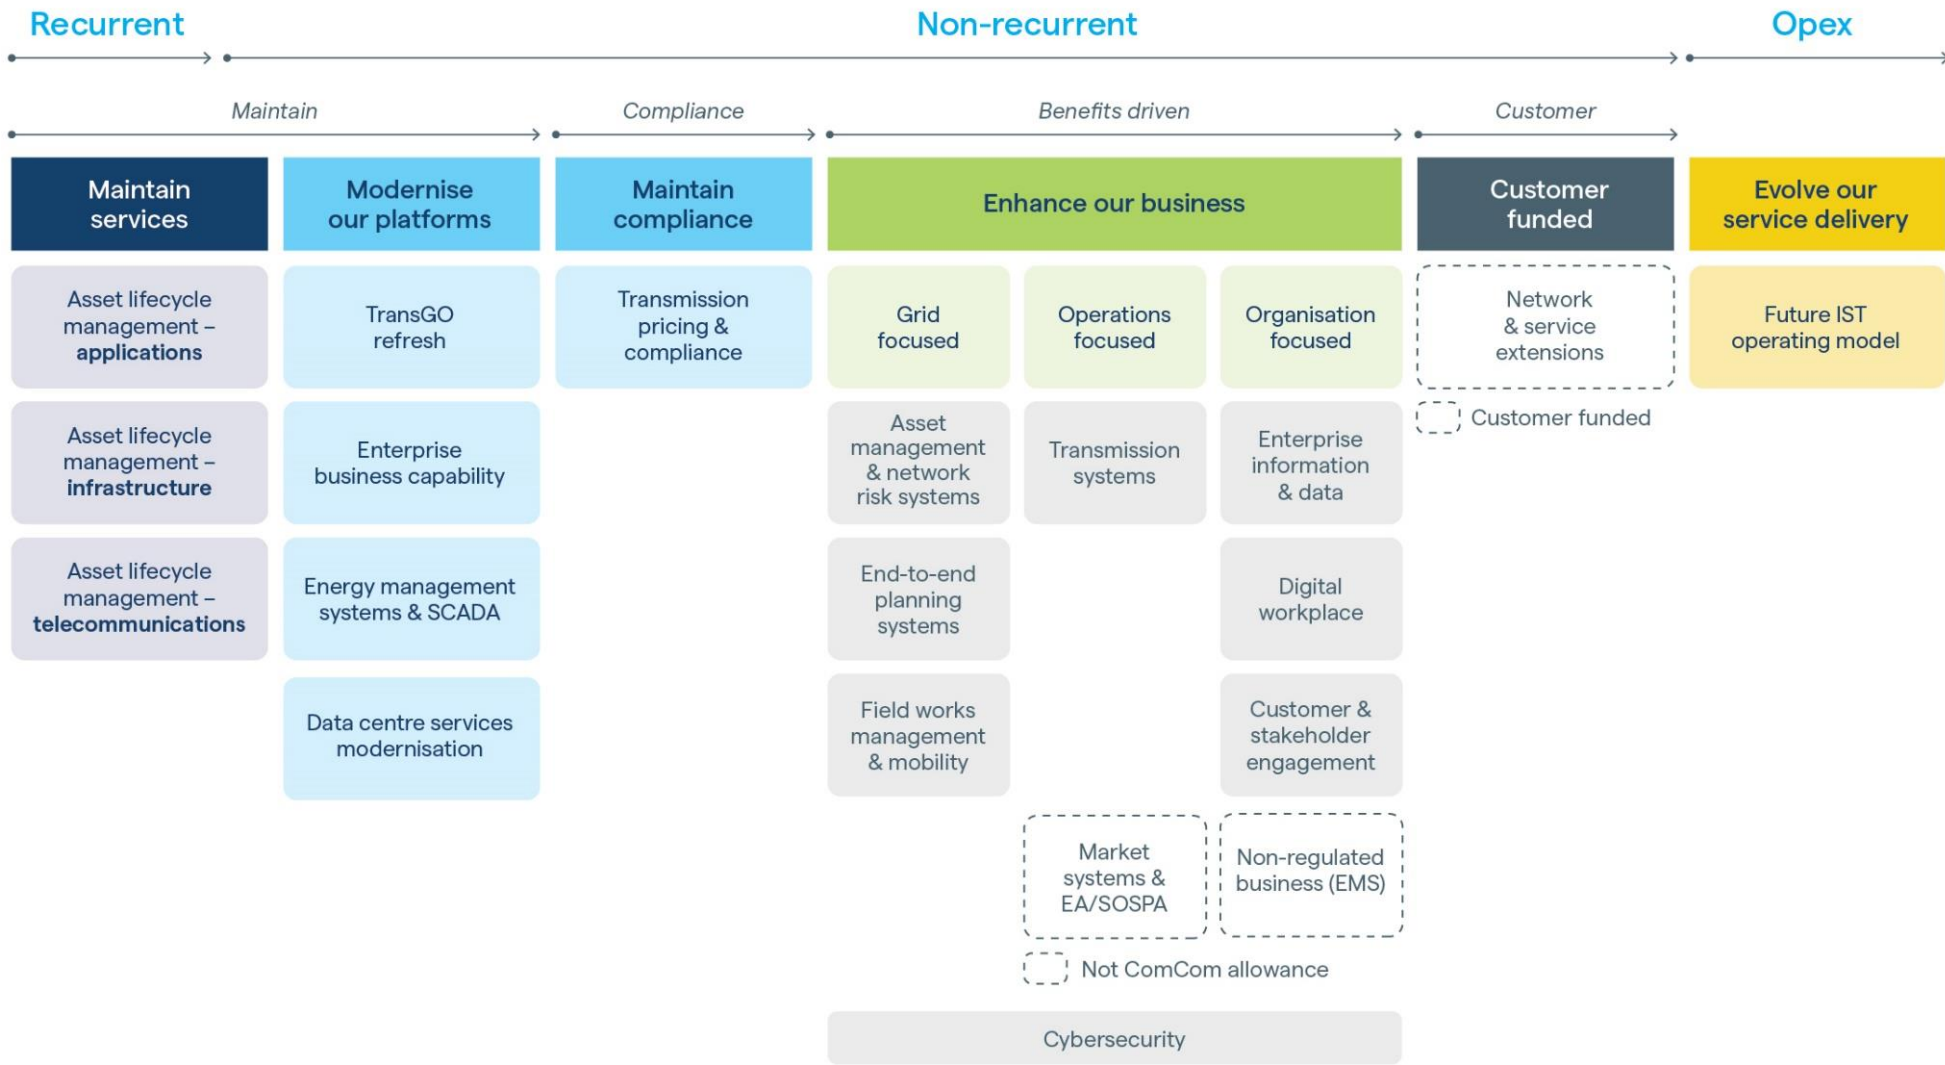 Recurrent
Non-recurrent
Opex
Maintain
Compliance
Benefits driven
Customer
Maintain
services
Modernise
our platforms
Maintain
compliance
Enhance our business
Customer
funded
Evolve our
service delivery
Asset lifecycle
management –
applications
TransGO
refresh
Transmission
pricing &
compliance
Grid
focused
Operations
focused
Organisation
focused
Network
& service
extensions
Future IST
operating model
Asset lifecycle
management –
infrastructure
Enterprise
business capability
Asset
management
& network
risk systems
Transmission
systems
Enterprise
information
& data
Customer funded
Asset lifecycle
management –
telecommunications
Energy management
systems & SCADA
End-to-end
planning
systems
Digital
workplace
Data centre services
modernisation
Field works
management
& mobility
Customer &
stakeholder
engagement
Market
systems &
EA/SOSPA
Non-regulated
business (EMS)
Not ComCom allowance
Cybersecurity